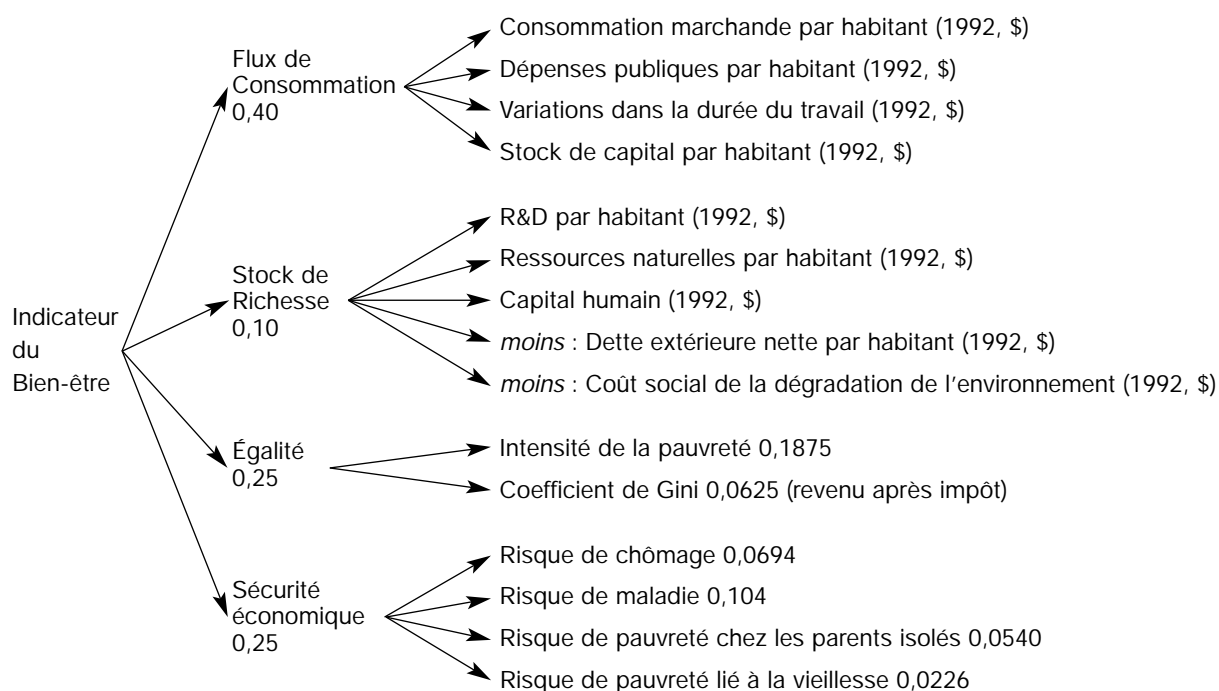 Indicateur
du
Bien-être
Flux de
Consommation
0,40
Consommation marchande par habitant (1992, $)
Dépenses publiques par habitant (1992, $)
Variations dans la durée du travail (1992, $)
Stock de capital par habitant (1992, $)
Stock de
Richesse
0,10
R&D par habitant (1992, $)
Ressources naturelles par habitant (1992, $)
Capital humain (1992, $)
moins : Dette extérieure nette par habitant (1992, $)
moins : Coût social de la dégradation de l'environnement (1992, $)
Égalité
0,25
Intensité de la pauvreté 0,1875
Coefficient de Gini 0,0625 (revenu après impôt)
Sécurité
économique
0,25
Risque de chômage 0,0694
Risque de maladie 0,104
Risque de pauvreté chez les parents isolés 0,0540
Risque de pauvreté lié à la vieillesse 0,0226